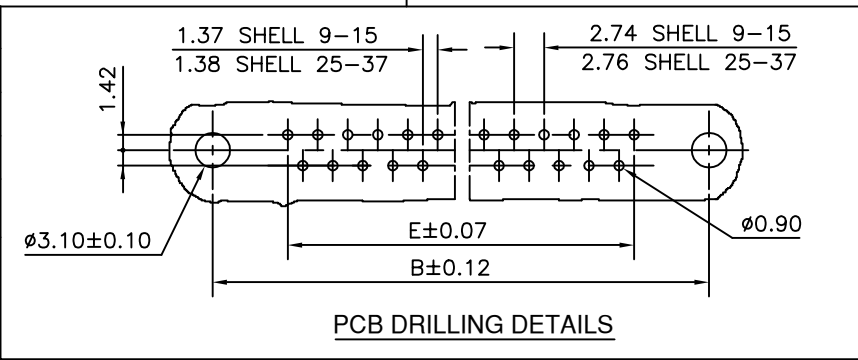 1.37 SHELL 9-15
1.38 SHELL 25-37
2.74 SHELL 9-15
2.76 SHELL 25-37
1.42
ø3.10±0.10
E±0.07
ø0.90
B±0.12
PCB DRILLING DETAILS